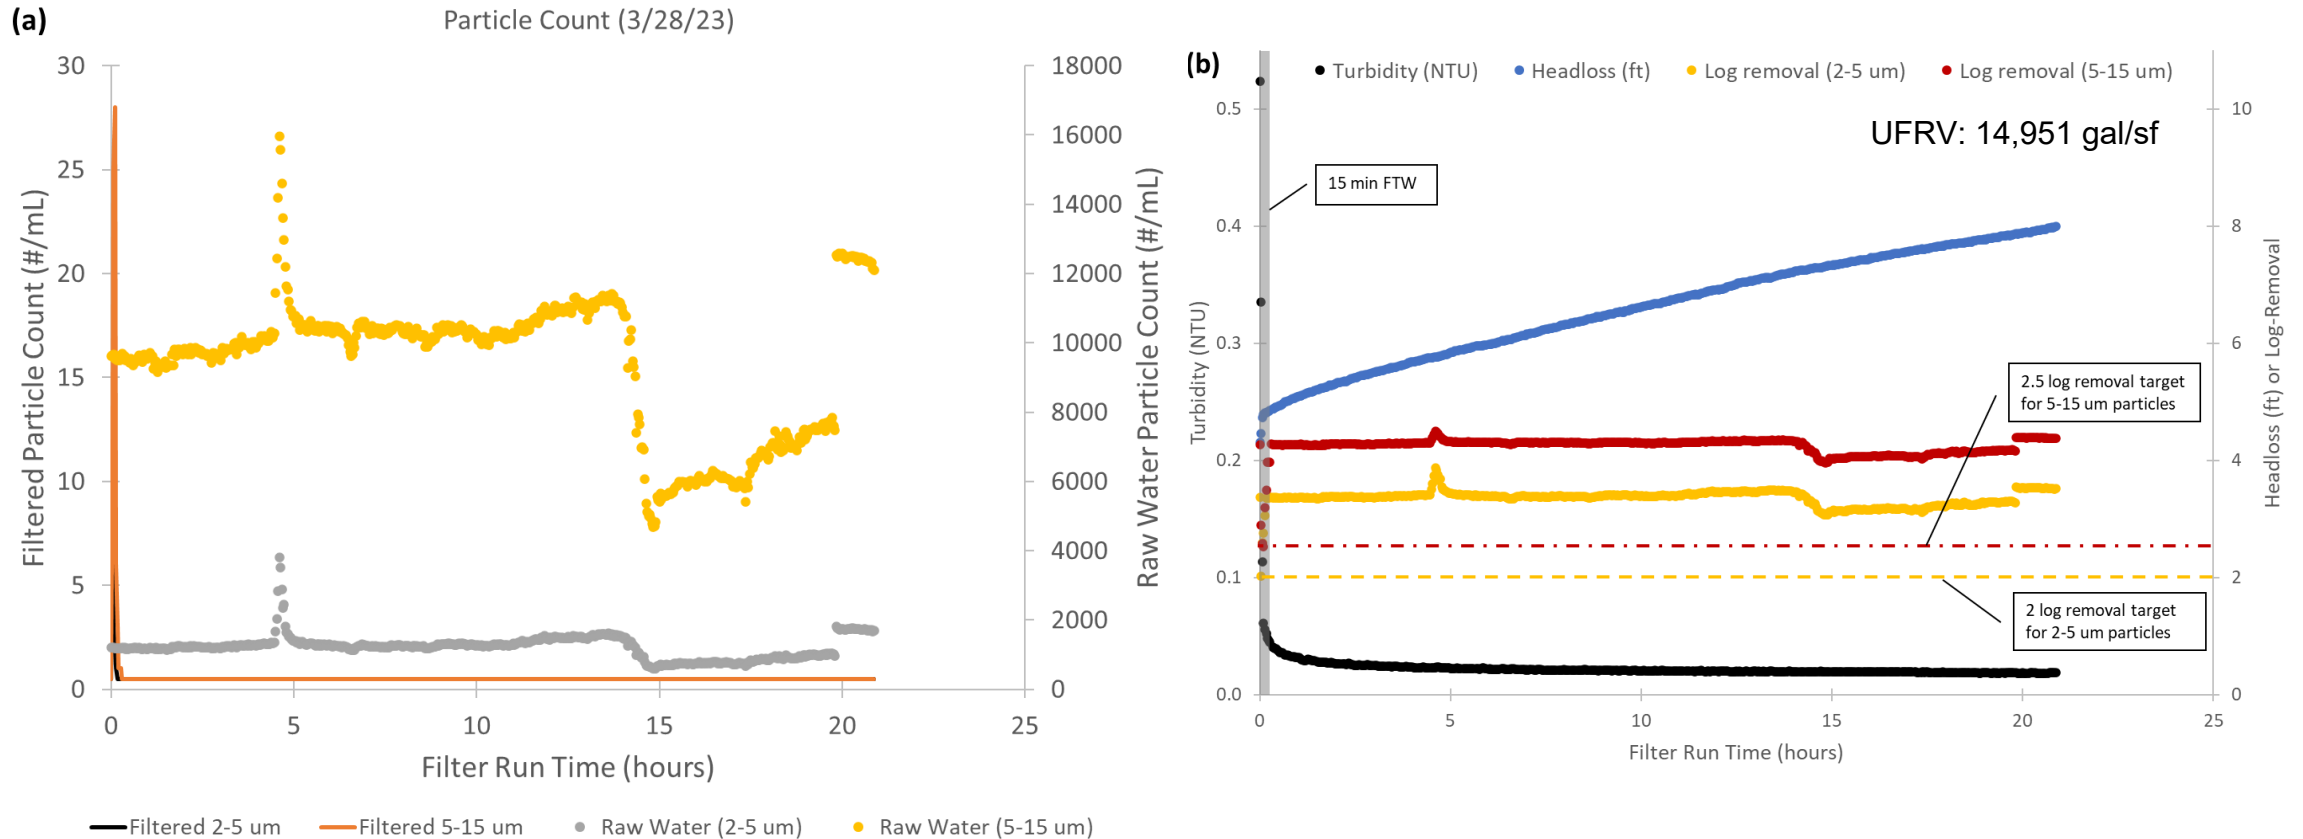 (a)
Particle Count (3/28/23)
Filtered Particle Count (#/mL)
30
25
20
15
10
5
0
18000
16000
14000
12000
10000
8000
6000
4000
2000
0
Raw Water Particle Count (#/mL)
0 5 10 15 20 25
Filter Run Time (hours)
Filtered 2-5 um Filtered 5-15 um Raw Water (2-5 um) Raw Water (5-15 um)
(b)
Turbidity (NTU) Headloss (ft) Log removal (2-5 um) Log removal (5-15 um)
UFRV: 14,951 gal/sf
15 min FTW
2.5 log removal target
for 5-15 um particles
2 log removal target
for 2-5 um particles
Turbidity (NTU)
0.5
0.4
0.3
0.2
0.1
0.0
10
8
6
4
2
0
Headloss (ft) or Log-Removal
0 5 10 15 20 25
Filter Run Time (hours)